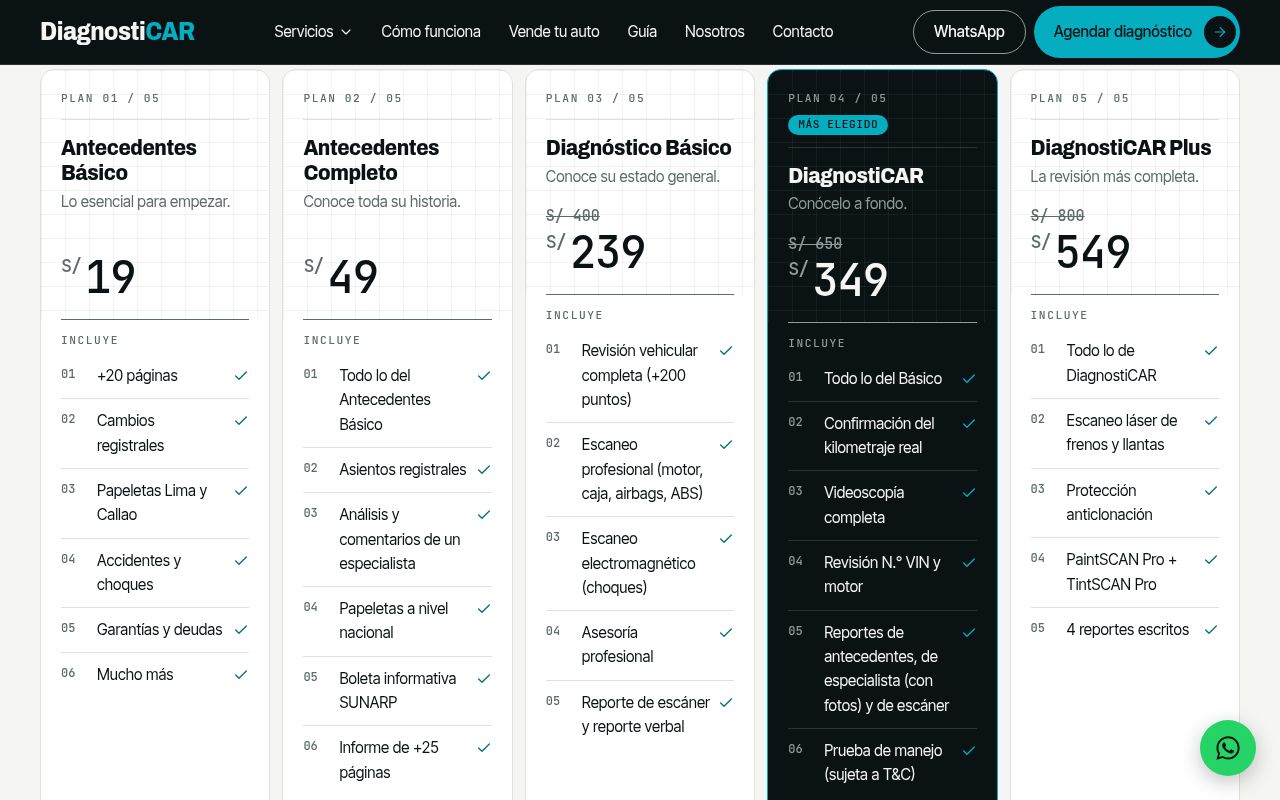 DiagnostiCAR
Servicios
Cómo funciona
Vende tu auto
Guía
Nosotros
Contacto
WhatsApp
Agendar diagnóstico
PLAN 01 / 05
Antecedentes
Básico
Lo esencial para empezar.
S/ 19
INCLUYE
01 +20 páginas
02 Cambios
registrales
03 Papeletas Lima y
Callao
04 Accidentes y
choques
05 Garantías y deudas
06 Mucho más
PLAN 02 / 05
Antecedentes
Completo
Conoce toda su historia.
S/ 49
INCLUYE
01 Todo lo del
Antecedentes
Básico
02 Asientos registrales
03 Análisis y
comentarios de un
especialista
04 Papeletas a nivel
nacional
05 Boleta informativa
SUNARP
06 Informe de +25
páginas
PLAN 03 / 05
Diagnóstico Básico
Conoce su estado general.
S/ 400
S/ 239
INCLUYE
01 Revisión vehicular
completa (+200
puntos)
02 Escaneo
profesional (motor,
caja, airbags, ABS)
03 Escaneo
electromagnético
(choques)
04 Asesoría
profesional
05 Reporte de escáner
y reporte verbal
PLAN 04 / 05
MÁS ELEGIDO
DiagnostiCAR
Conócelo a fondo.
S/ 650
S/ 349
INCLUYE
01 Todo lo del Básico
02 Confirmación del
kilometraje real
03 Videoscopía
completa
04 Revisión N.° VIN y
motor
05 Reportes de
antecedentes, de
especialista (con
fotos) y de escáner
06 Prueba de manejo
(sujeta a T&C)
PLAN 05 / 05
DiagnostiCAR Plus
La revisión más completa.
S/ 800
S/ 549
INCLUYE
01 Todo lo de
DiagnostiCAR
02 Escaneo láser de
frenos y llantas
03 Protección
anticlonación
04 PaintSCAN Pro +
TintSCAN Pro
05 4 reportes escritos